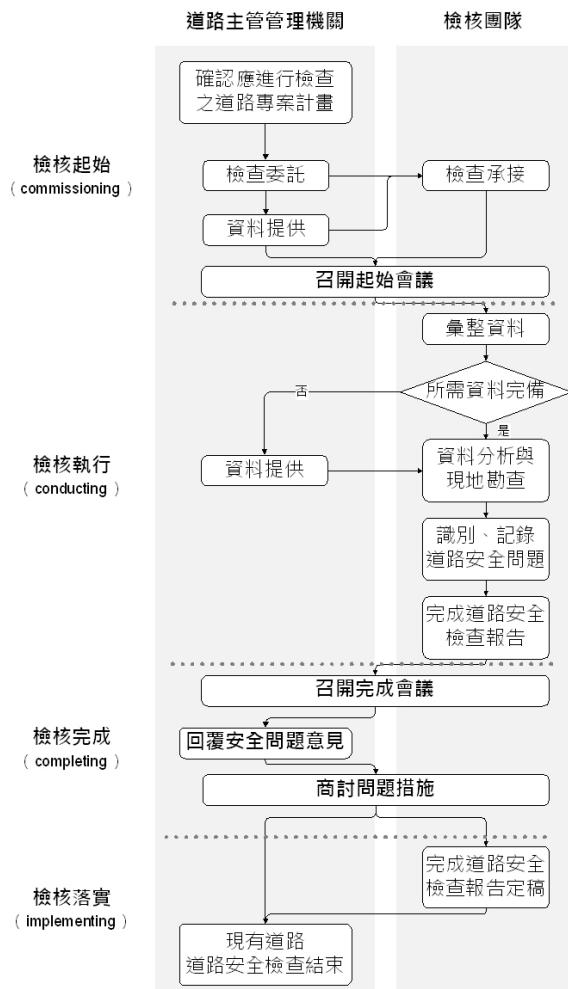 道路主管管理機關
檢核團隊
確認應進行檢查
之道路專案計畫
檢核起始
( commissioning )
檢查委託
檢查承接
資料提供
召開起始會議
彙整資料
所需資料完備
否
是
檢核執行
( conducting )
資料提供
資料分析與
現地勘查
識別、記錄
道路安全問題
完成道路安全
檢查報告
召開完成會議
檢核完成
( completing )
回覆安全問題意見
商討問題措施
完成道路安全
檢查報告定稿
檢核落實
( implementing )
現有道路
道路安全檢查結束